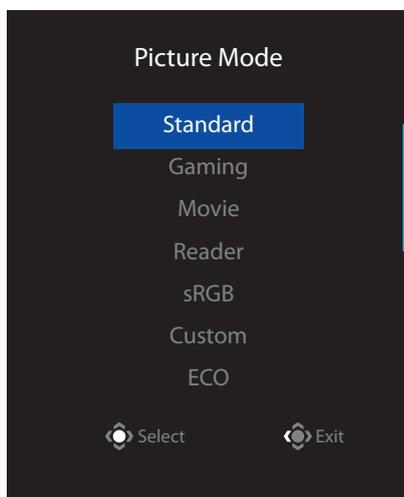 Picture Mode
Standard
Gaming
Movie
Reader
sRGB
Custom
ECO
Select Exit